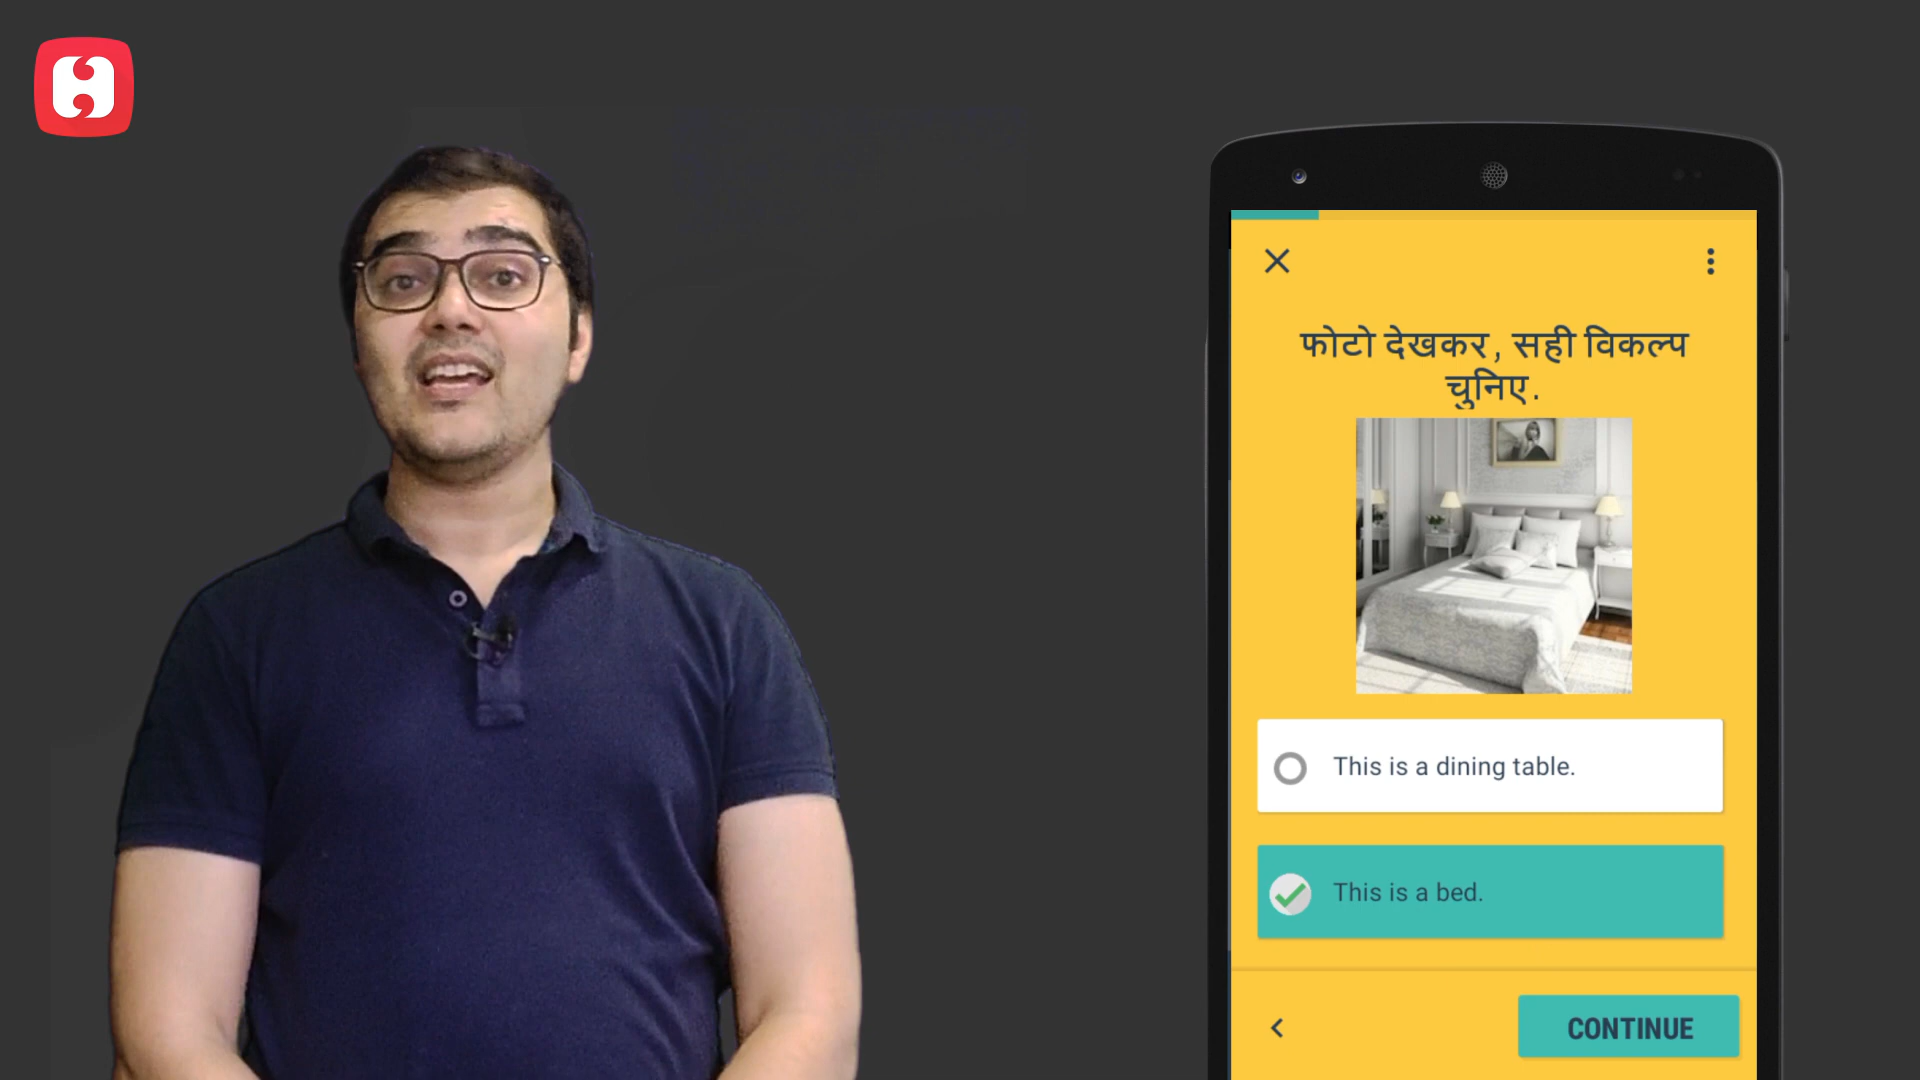 फोटो देखकर, सही विकल्प
चुनिए.
This is a dining table.
This is a bed.
CONTINUE